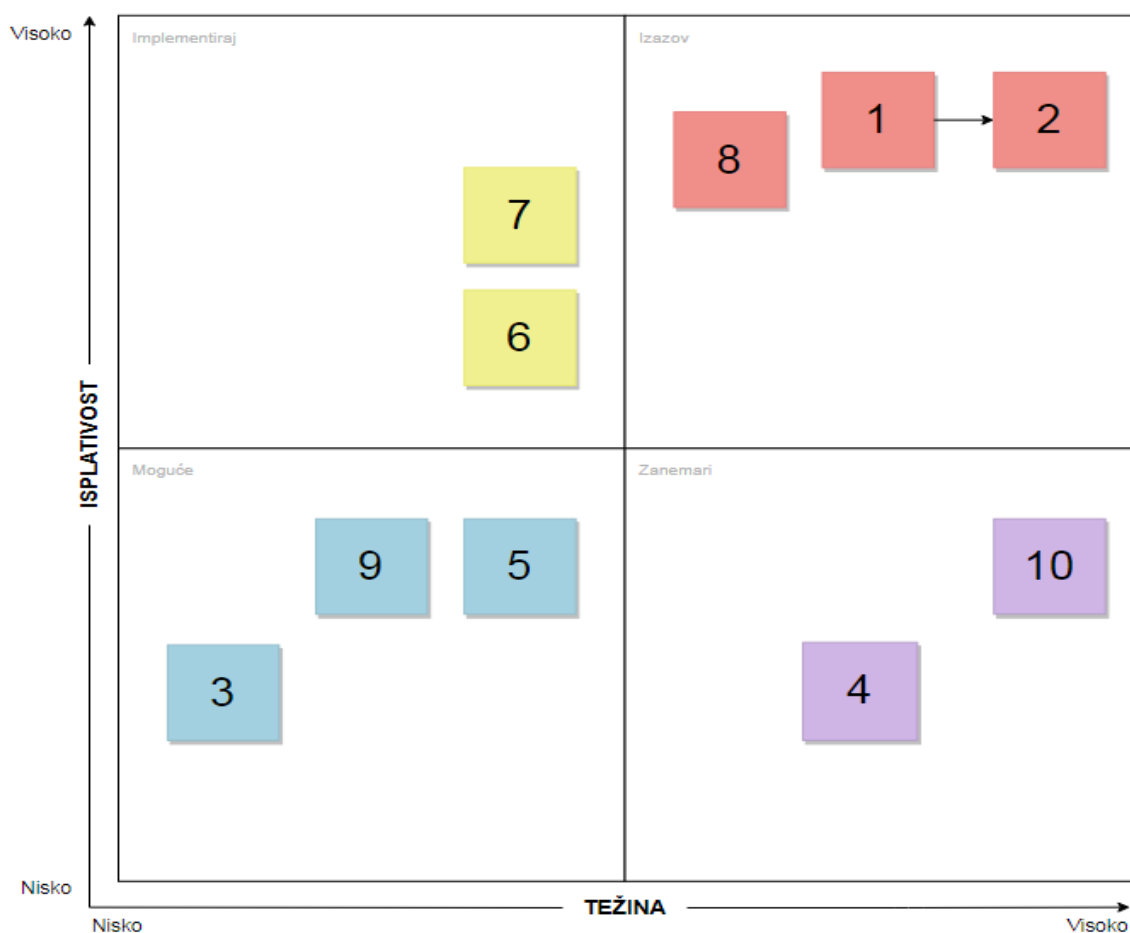 Visoko
Implementiraj
Izazov
1
2
8
7
6
ISPLATIVOST
Moguće
Zanemari
9
5
10
3
4
Nisko
TEŽINA
Nisko
Visoko